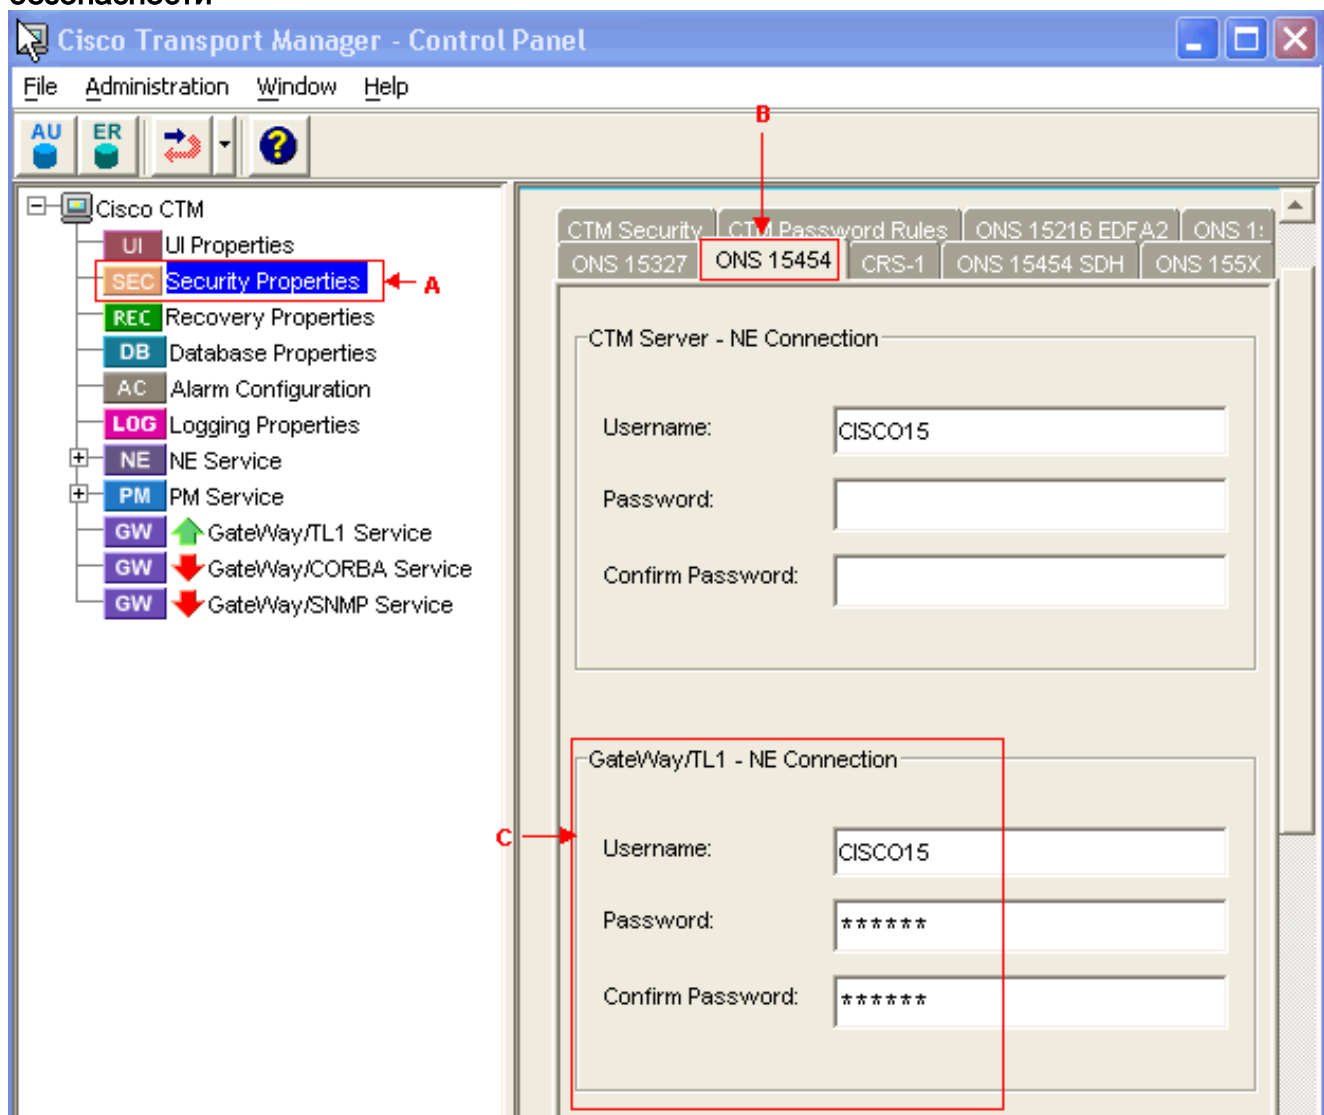 безопасности
Cisco Transport Manager - Control Panel
File Administration Window Help
AU ER
B
Cisco CTM
UI UI Properties
SEC Security Properties
A
REC Recovery Properties
DB Database Properties
AC Alarm Configuration
LOG Logging Properties
NE NE Service
PM PM Service
GW GateWay/TL1 Service
GW GateWay/CORBA Service
GW GateWay/SNMP Service
CTM Security CTM Password Rules ONS 15216 EDFA2 ONS 1:
ONS 15327 ONS 15454 CRS-1 ONS 15454 SDH ONS 155X
CTM Server - NE Connection
Username: CISCO15
Password:
Confirm Password:
GateWay/TL1 - NE Connection
C
Username: CISCO15
Password: ******
Confirm Password: ******